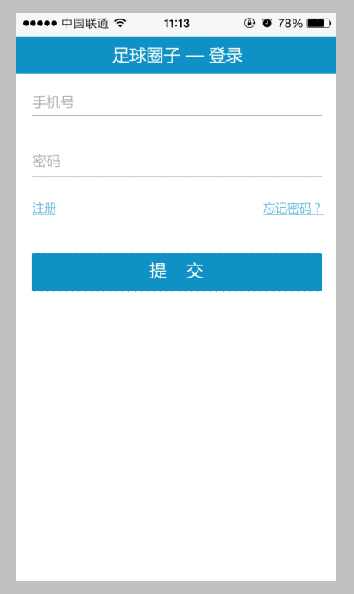 中国联通 11:13 78%
足球圈子 — 登录
手机号
密码
注册 忘记密码？
提 交